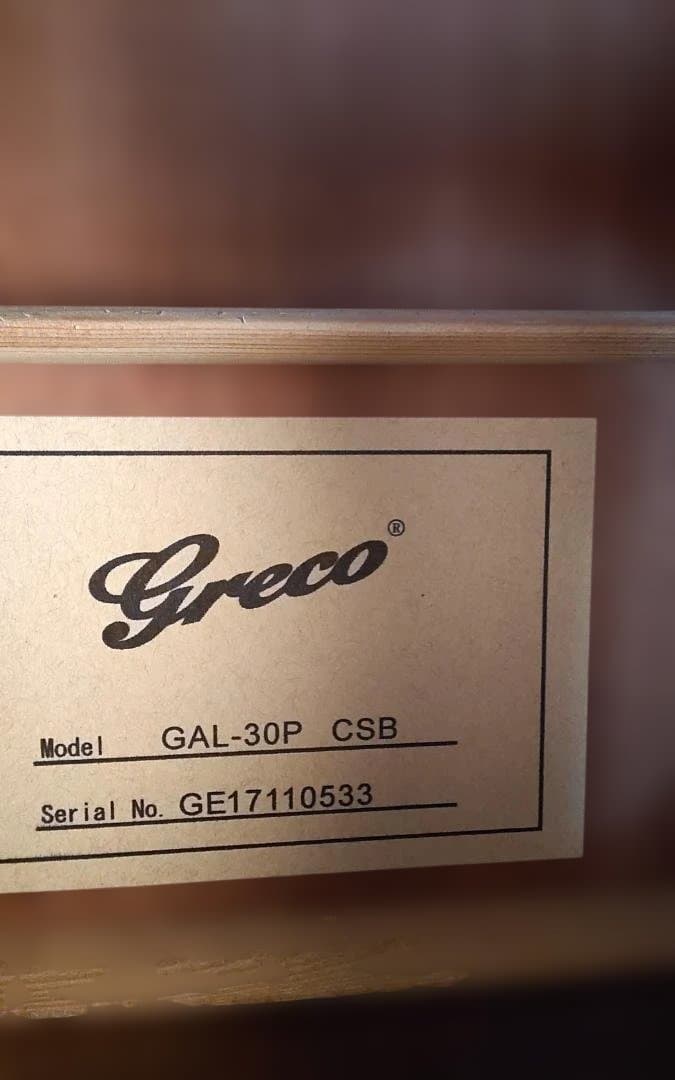 Greco®
Model GAL-30P CSB
Serial No. GE17110533